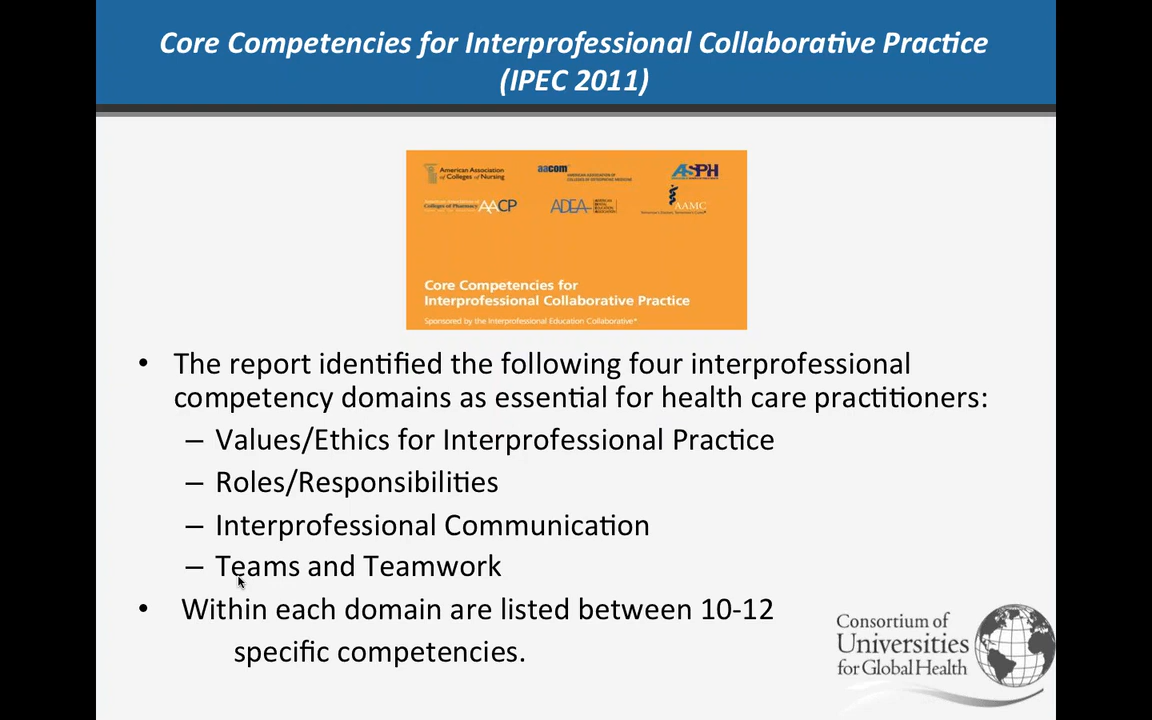 Core Competencies for Interprofessional Collaborative Practice
(IPEC 2011)
American Association
of Colleges of Nursing
aacom
AMERICAN ASSOCIATION OF
COLLEGES OF OSTEOPATHIC MEDICINE
ASPH
Colleges of Pharmacy AACP
ADEA
AAMC
Core Competencies for
Interprofessional Collaborative Practice
Sponsored by the Interprofessional Education Collaborative*
• The report identified the following four interprofessional
competency domains as essential for health care practitioners:
– Values/Ethics for Interprofessional Practice
– Roles/Responsibilities
– Interprofessional Communication
– Teams and Teamwork
• Within each domain are listed between 10-12
specific competencies.
Consortium of
Universities
for Global Health